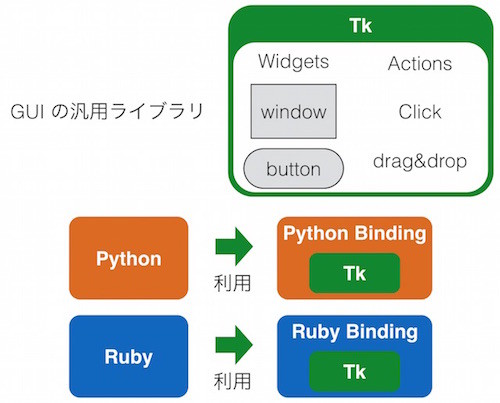 Tk
Widgets
Actions
GUI の汎用ライブラリ
window
Click
button
drag&drop
Python
利用
Python Binding
Tk
Ruby
利用
Ruby Binding
Tk